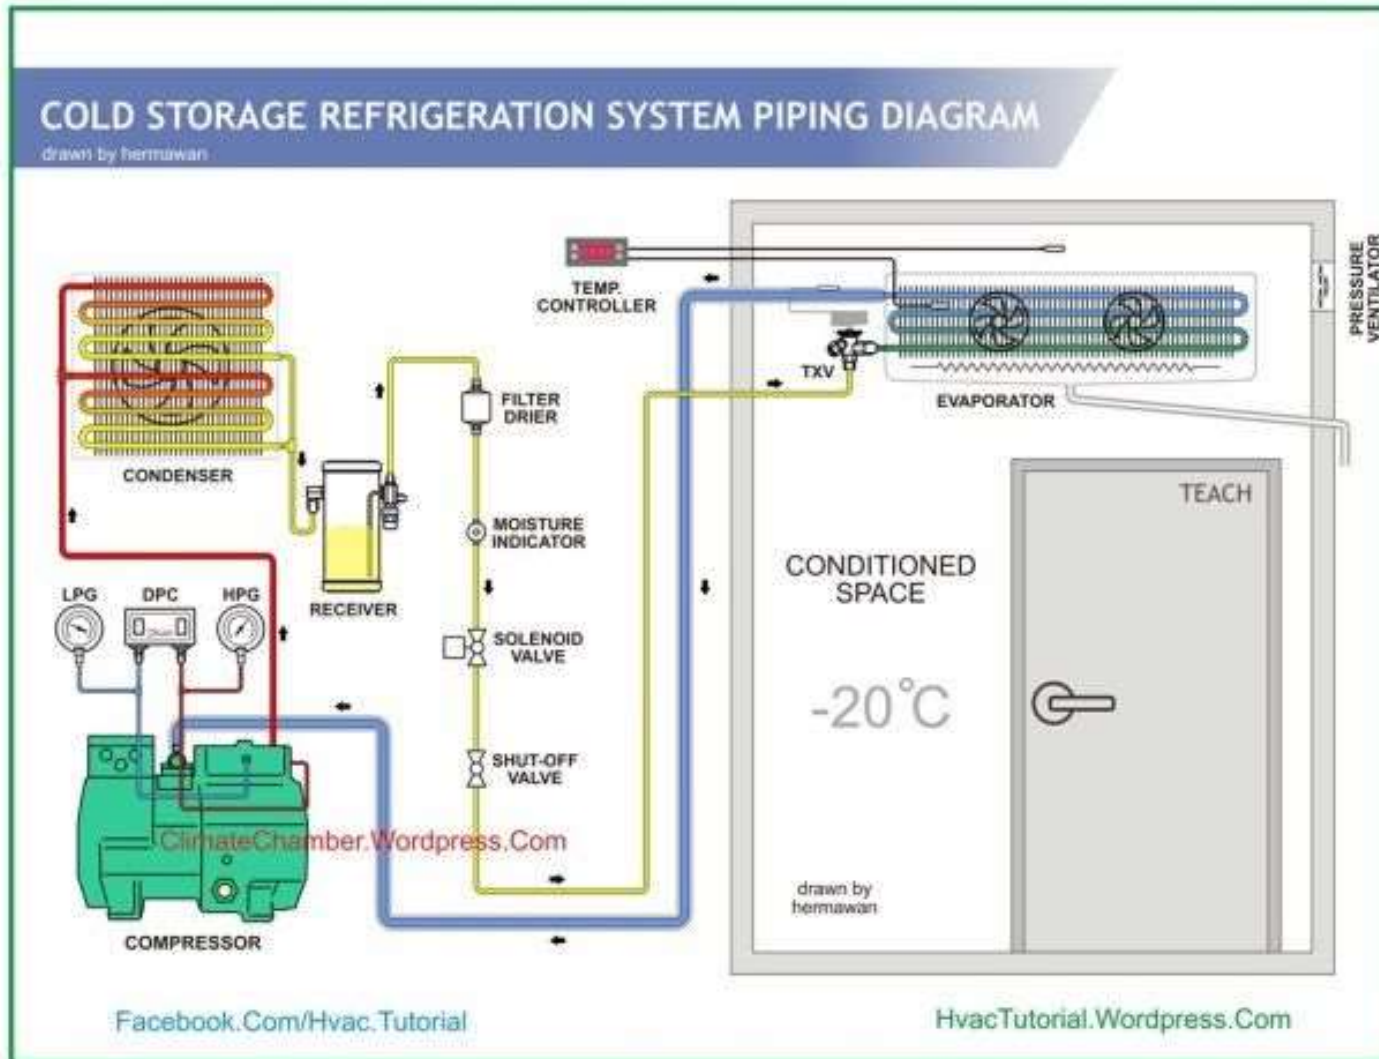 COLD STORAGE REFRIGERATION SYSTEM PIPING DIAGRAM
drawn by hermawan
TEMP.
CONTROLLER
PRESSURE
VENTILATOR
TXV
EVAPORATOR
FILTER
DRIER
CONDENSER
TEACH
MOISTURE
INDICATOR
CONDITIONED
SPACE
LPG
DPC
HPG
RECEIVER
SOLENOID
VALVE
-20°C
SHUT-OFF
VALVE
ClimateChamber.Wordpress.Com
drawn by
hermawan
COMPRESSOR
Facebook.Com/Hvac.Tutorial
HvacTutorial.Wordpress.Com